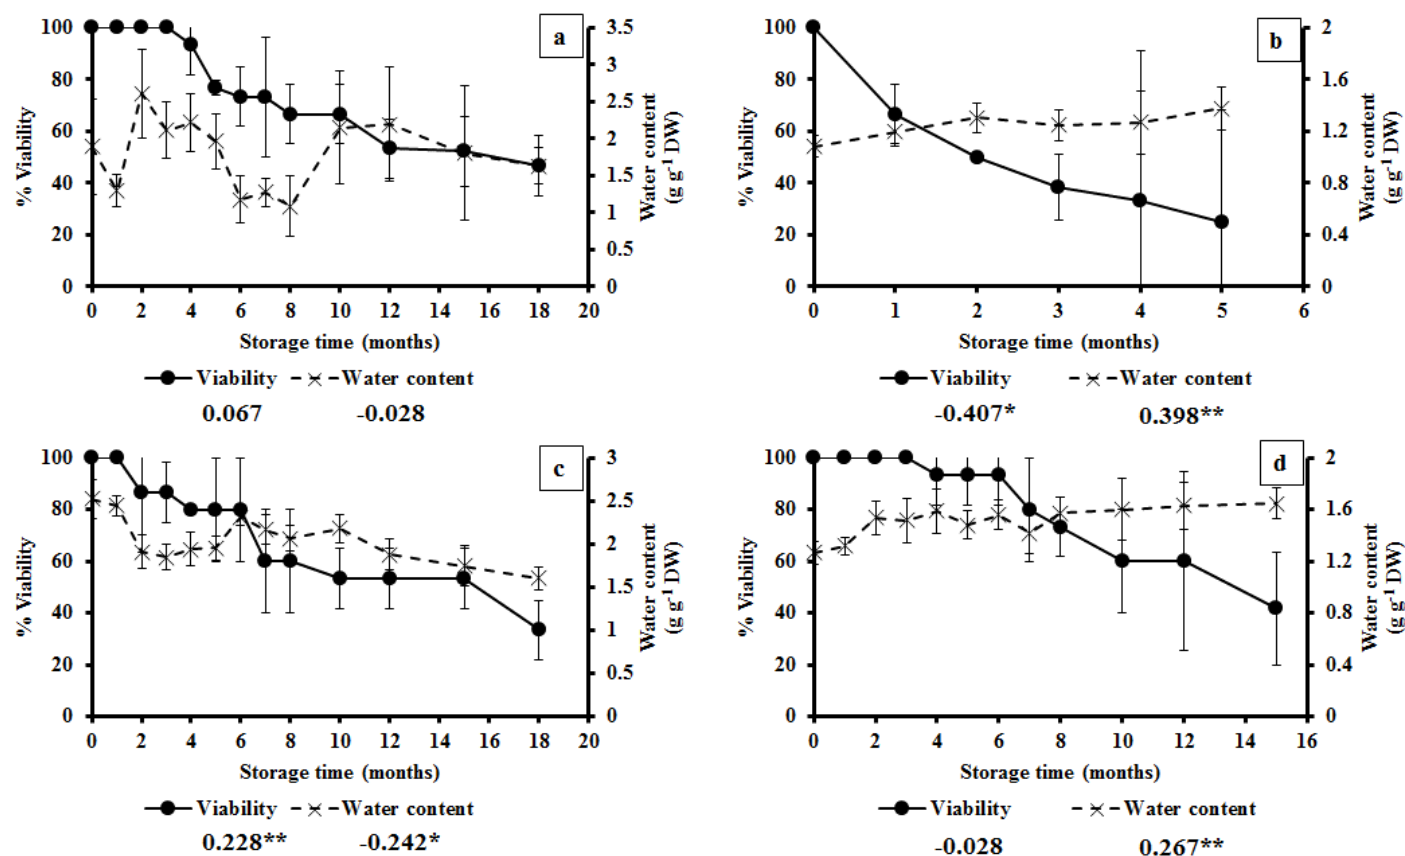 a
100
80
60
40
20
0
% Viability
3.5
3
2.5
2
1.5
1
0.5
0
Water content
(g g-1 DW)
0 2 4 6 8 10 12 14 16 18 20
Storage time (months)
Viability Water content
0.067 -0.028
b
100
80
60
40
20
0
% Viability
2
1.6
1.2
0.8
0.4
0
Water content
(g g-1 DW)
0 1 2 3 4 5 6
Storage time (months)
Viability Water content
-0.407* 0.398**
c
100
80
60
40
20
0
% Viability
3
2.5
2
1.5
1
0.5
0
Water content
(g g-1 DW)
0 2 4 6 8 10 12 14 16 18 20
Storage time (months)
Viability Water content
0.228** -0.242*
d
100
80
60
40
20
0
% Viability
2
1.6
1.2
0.8
0.4
0
Water content
(g g-1 DW)
0 2 4 6 8 10 12 14 16
Storage time (months)
Viability Water content
-0.028 0.267**